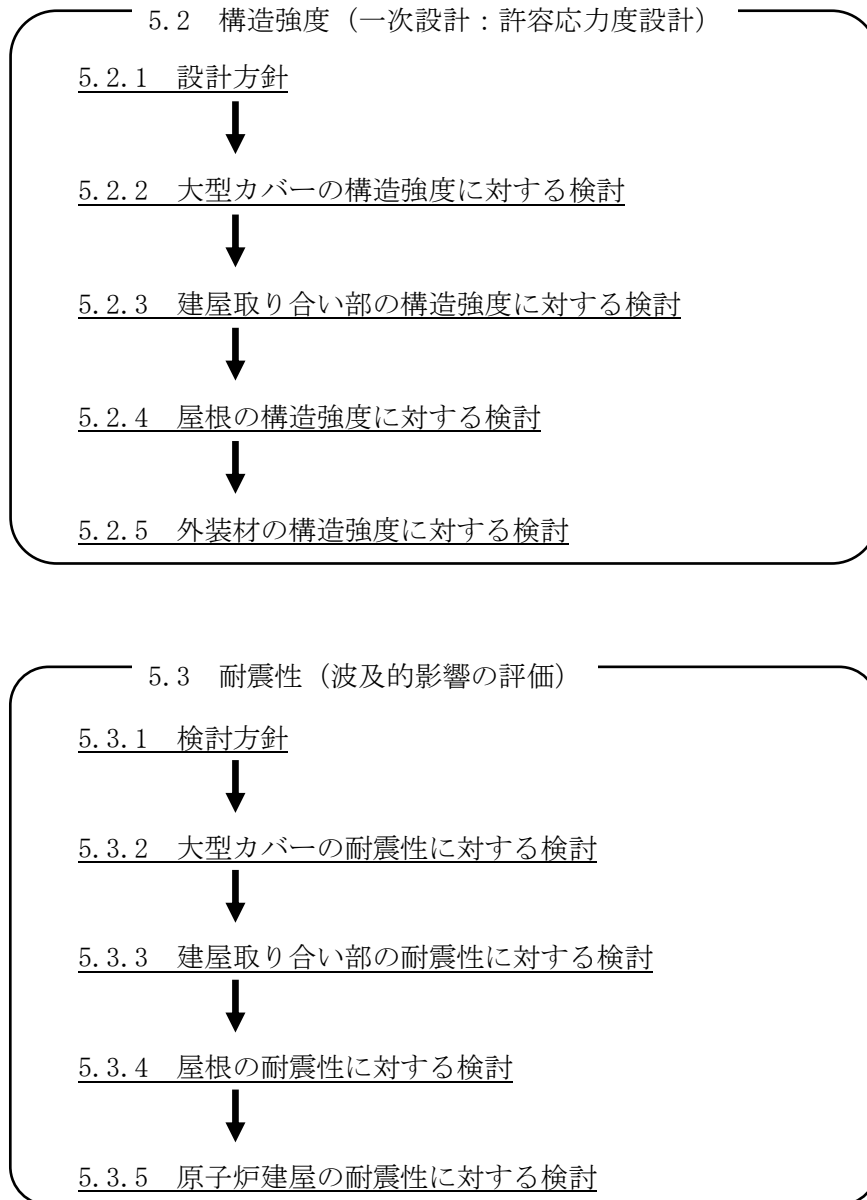 5.2 構造強度（一次設計：許容応力度設計）
5.2.1 設計方針
5.2.2 大型カバーの構造強度に対する検討
5.2.3 建屋取り合い部の構造強度に対する検討
5.2.4 屋根の構造強度に対する検討
5.2.5 外装材の構造強度に対する検討
5.3 耐震性（波及的影響の評価）
5.3.1 検討方針
5.3.2 大型カバーの耐震性に対する検討
5.3.3 建屋取り合い部の耐震性に対する検討
5.3.4 屋根の耐震性に対する検討
5.3.5 原子炉建屋の耐震性に対する検討